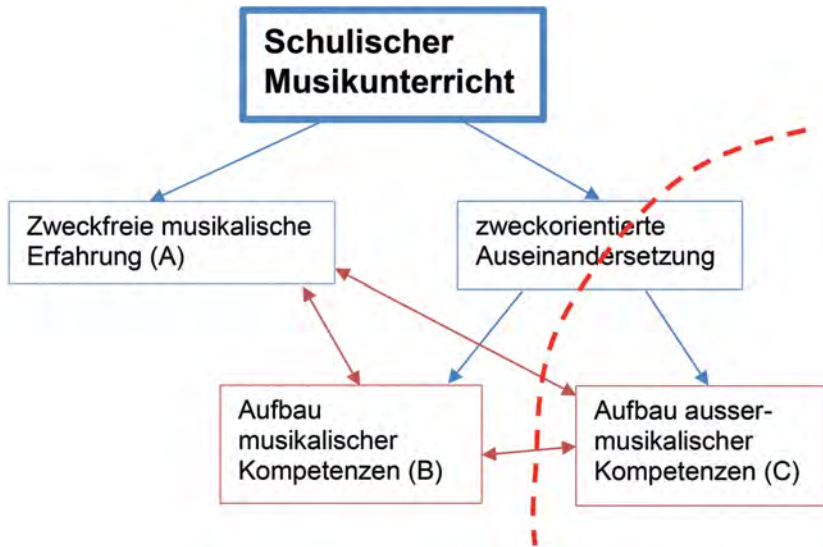 Schulischer
Musikunterricht
Zweckfreie musikalische
Erfahrung (A)
zweckorientierte
Auseinandersetzung
Aufbau
musikalischer
Kompetenzen (B)
Aufbau ausser-
musikalischer
Kompetenzen (C)